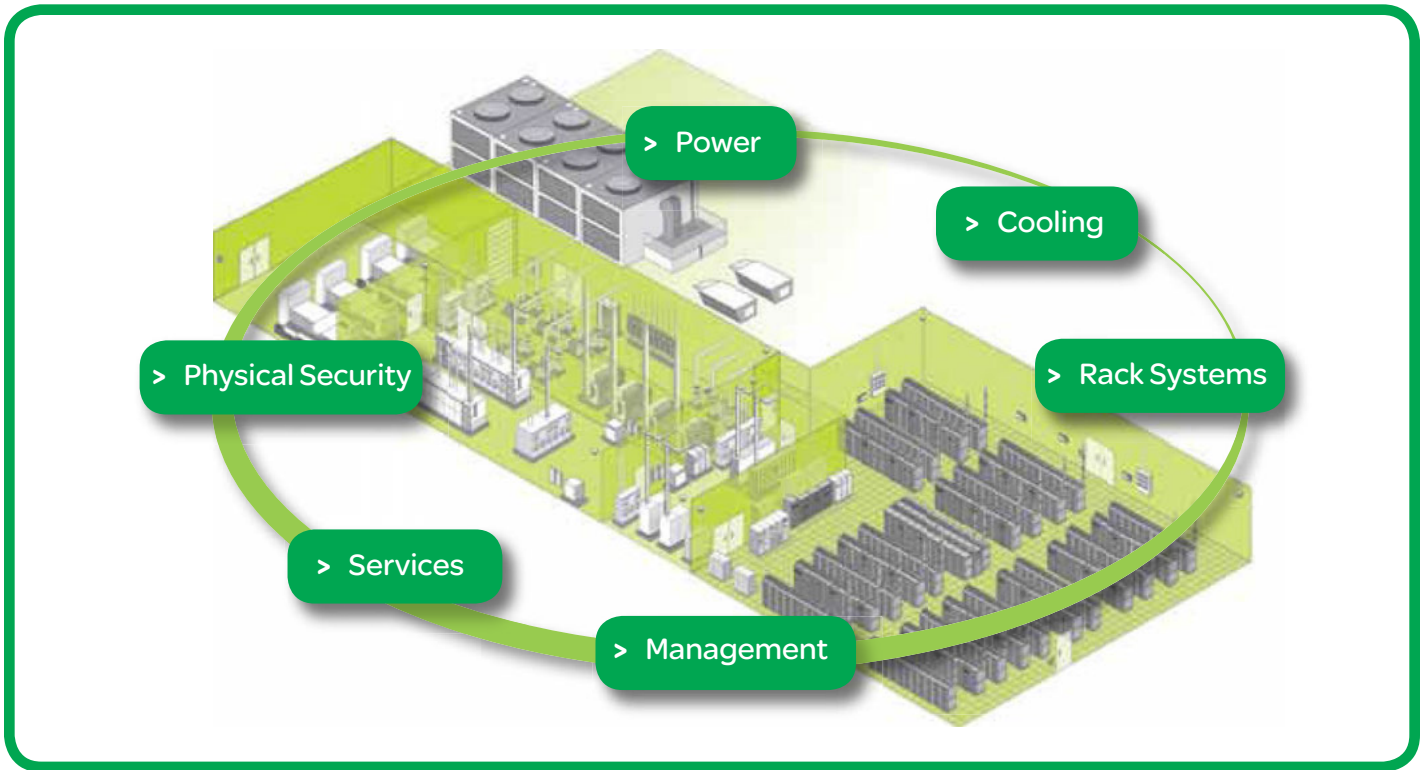 > Power
> Cooling
> Physical Security
> Rack Systems
> Services
> Management